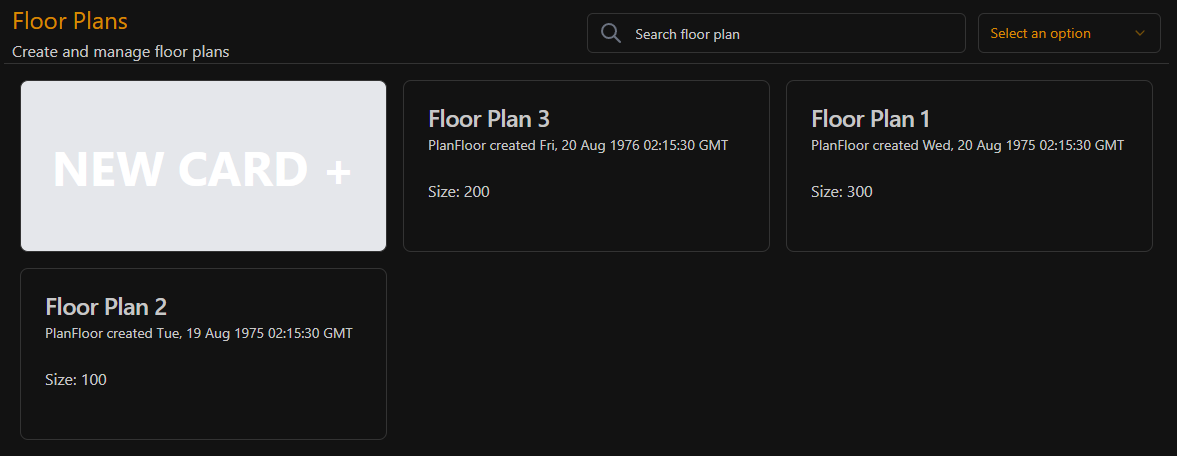 Floor Plans
Create and manage floor plans
Search floor plan
Select an option
NEW CARD +
Floor Plan 3
PlanFloor created Fri, 20 Aug 1976 02:15:30 GMT
Size: 200
Floor Plan 1
PlanFloor created Wed, 20 Aug 1975 02:15:30 GMT
Size: 300
Floor Plan 2
PlanFloor created Tue, 19 Aug 1975 02:15:30 GMT
Size: 100